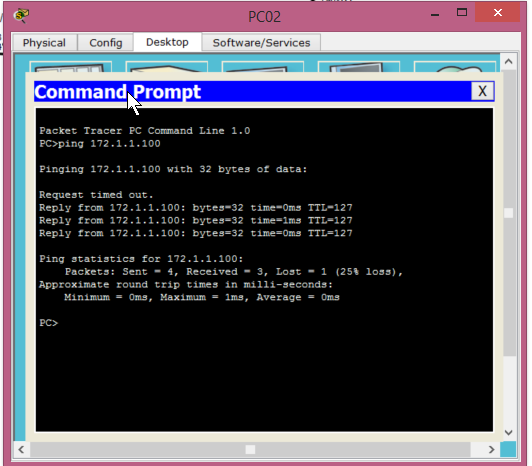 PC02
Physical Config Desktop Software/Services
Command Prompt
X
Packet Tracer PC Command Line 1.0
PC>ping 172.1.1.100
Pinging 172.1.1.100 with 32 bytes of data:
Request timed out.
Reply from 172.1.1.100: bytes=32 time=0ms TTL=127
Reply from 172.1.1.100: bytes=32 time=1ms TTL=127
Reply from 172.1.1.100: bytes=32 time=0ms TTL=127
Ping statistics for 172.1.1.100:
Packets: Sent = 4, Received = 3, Lost = 1 (25% loss),
Approximate round trip times in milli-seconds:
Minimum = 0ms, Maximum = 1ms, Average = 0ms
PC>